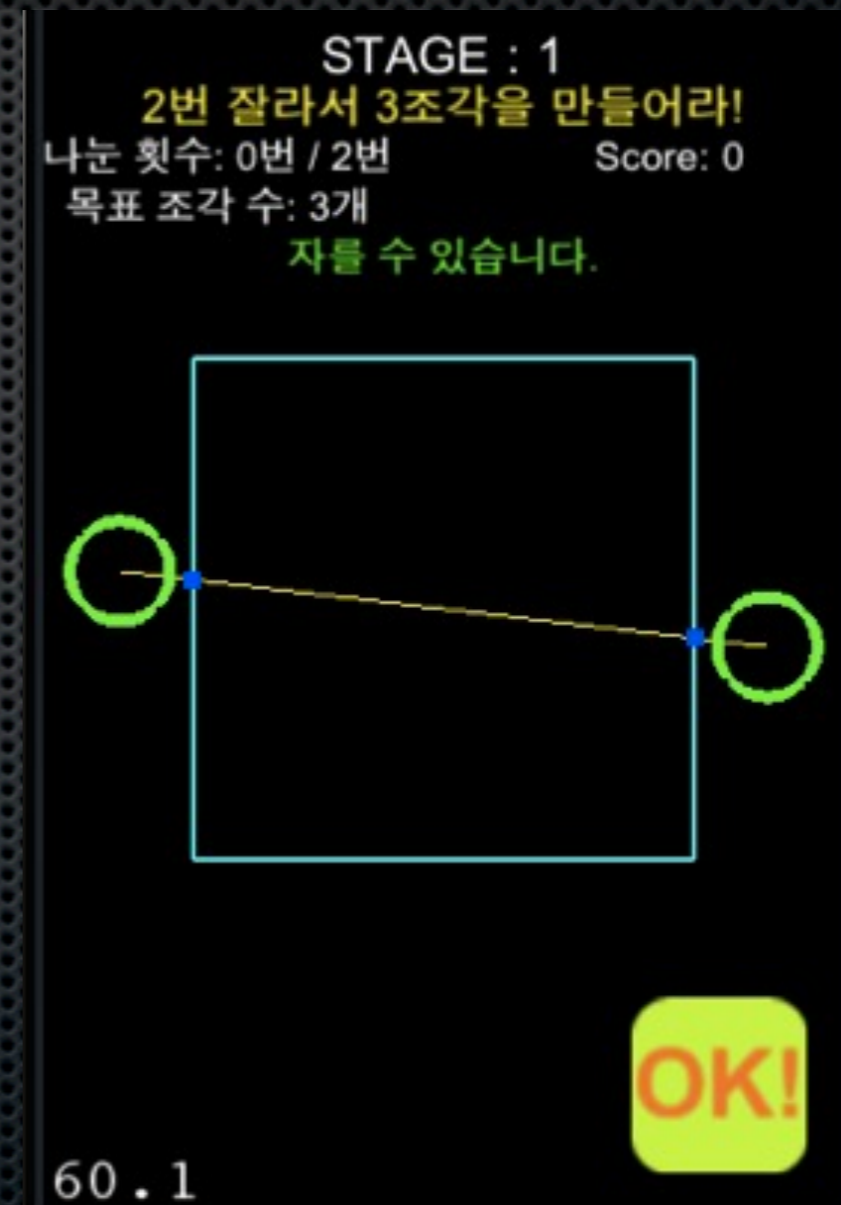 STAGE : 1
2번 잘라서 3조각을 만들어라!
나눈 횟수: 0번 / 2번 Score: 0
목표 조각 수: 3개
자를 수 있습니다.
OK!
60.1